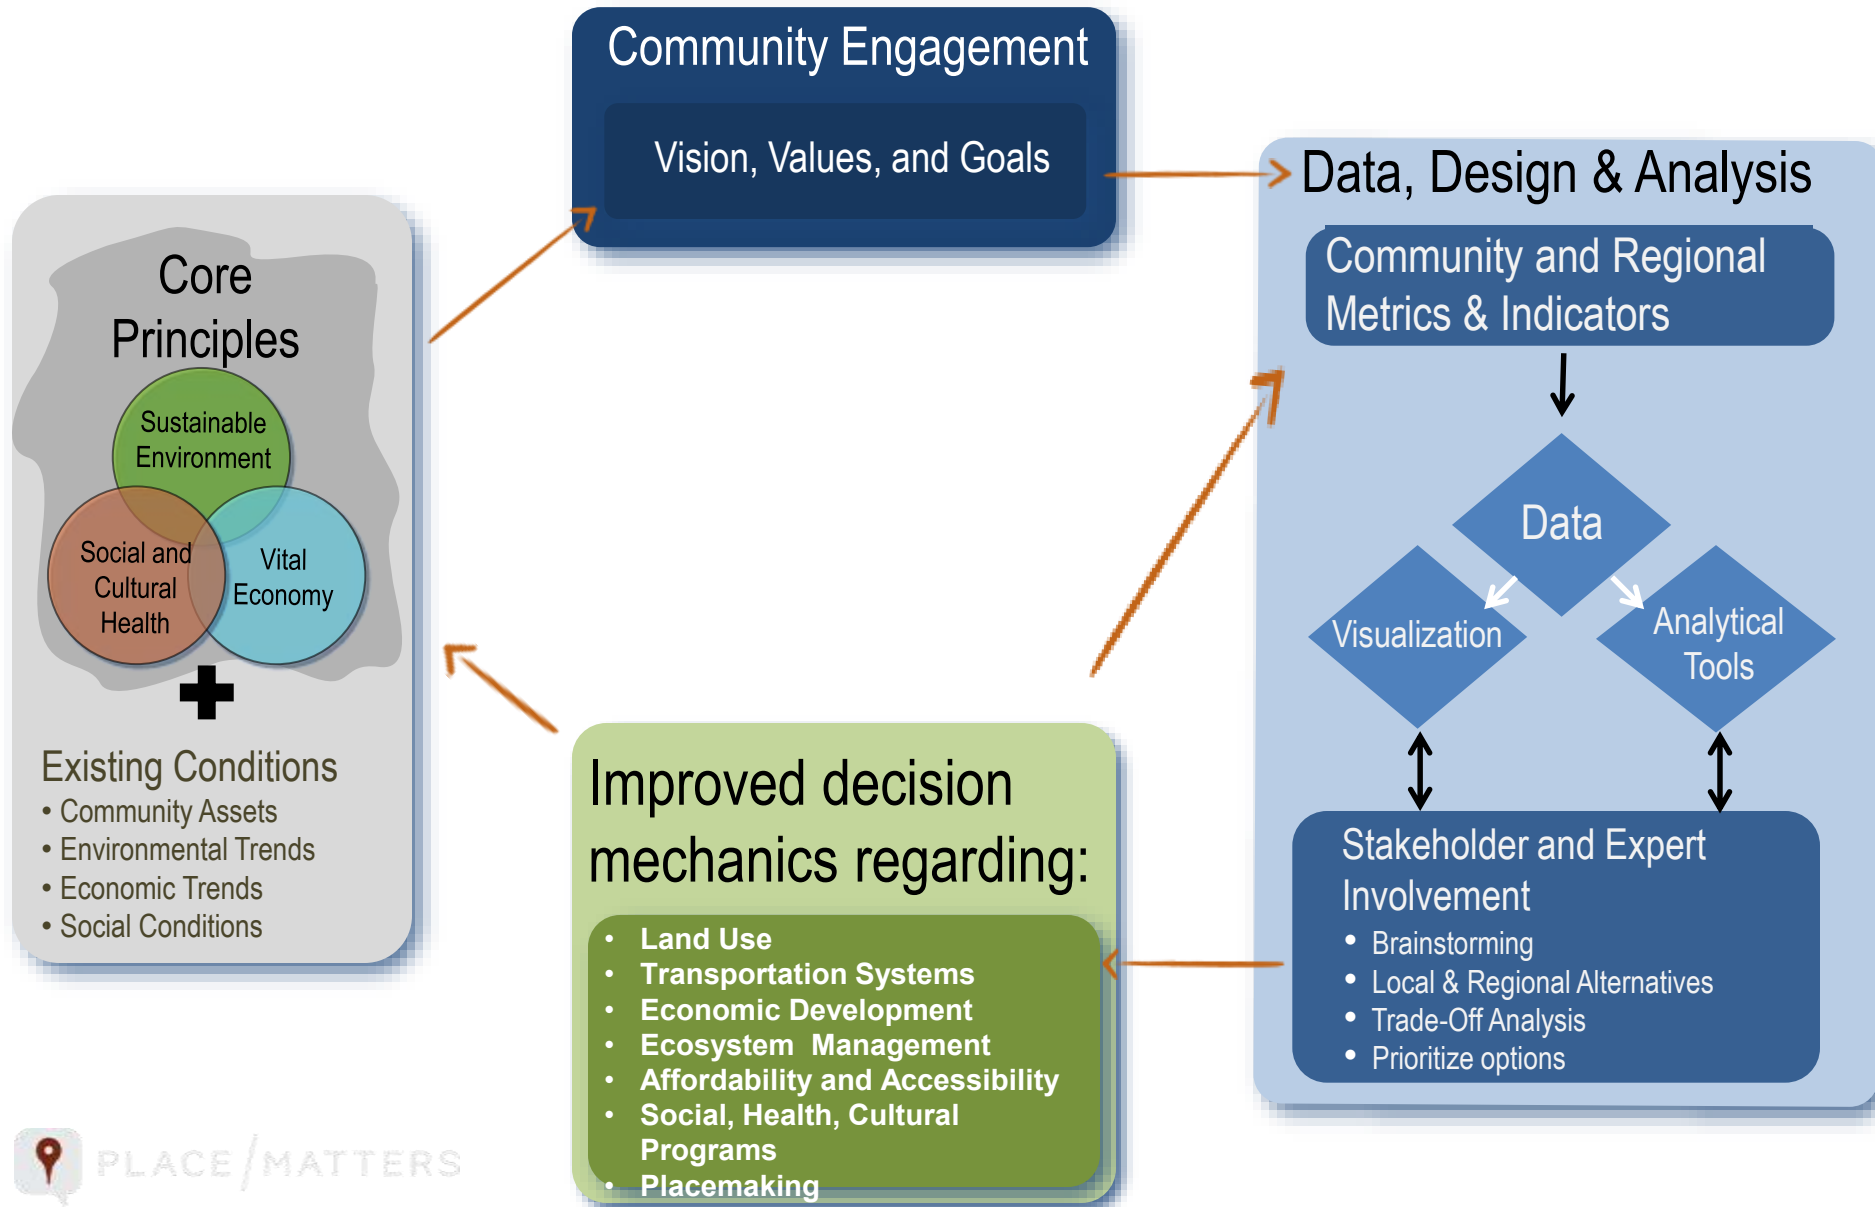 Community Engagement
Vision, Values, and Goals
Core
Principles
Sustainable
Environment
Social and
Cultural
Health
Vital
Economy
Existing Conditions
• Community Assets
• Environmental Trends
• Economic Trends
• Social Conditions
Data, Design & Analysis
Community and Regional
Metrics & Indicators
Data
Visualization
Analytical
Tools
Stakeholder and Expert
Involvement
• Brainstorming
• Local & Regional Alternatives
• Trade-Off Analysis
• Prioritize options
Improved decision
mechanics regarding:
• Land Use
• Transportation Systems
• Economic Development
• Ecosystem Management
• Affordability and Accessibility
• Social, Health, Cultural
Programs
• Placemaking
PLACE/MATTERS